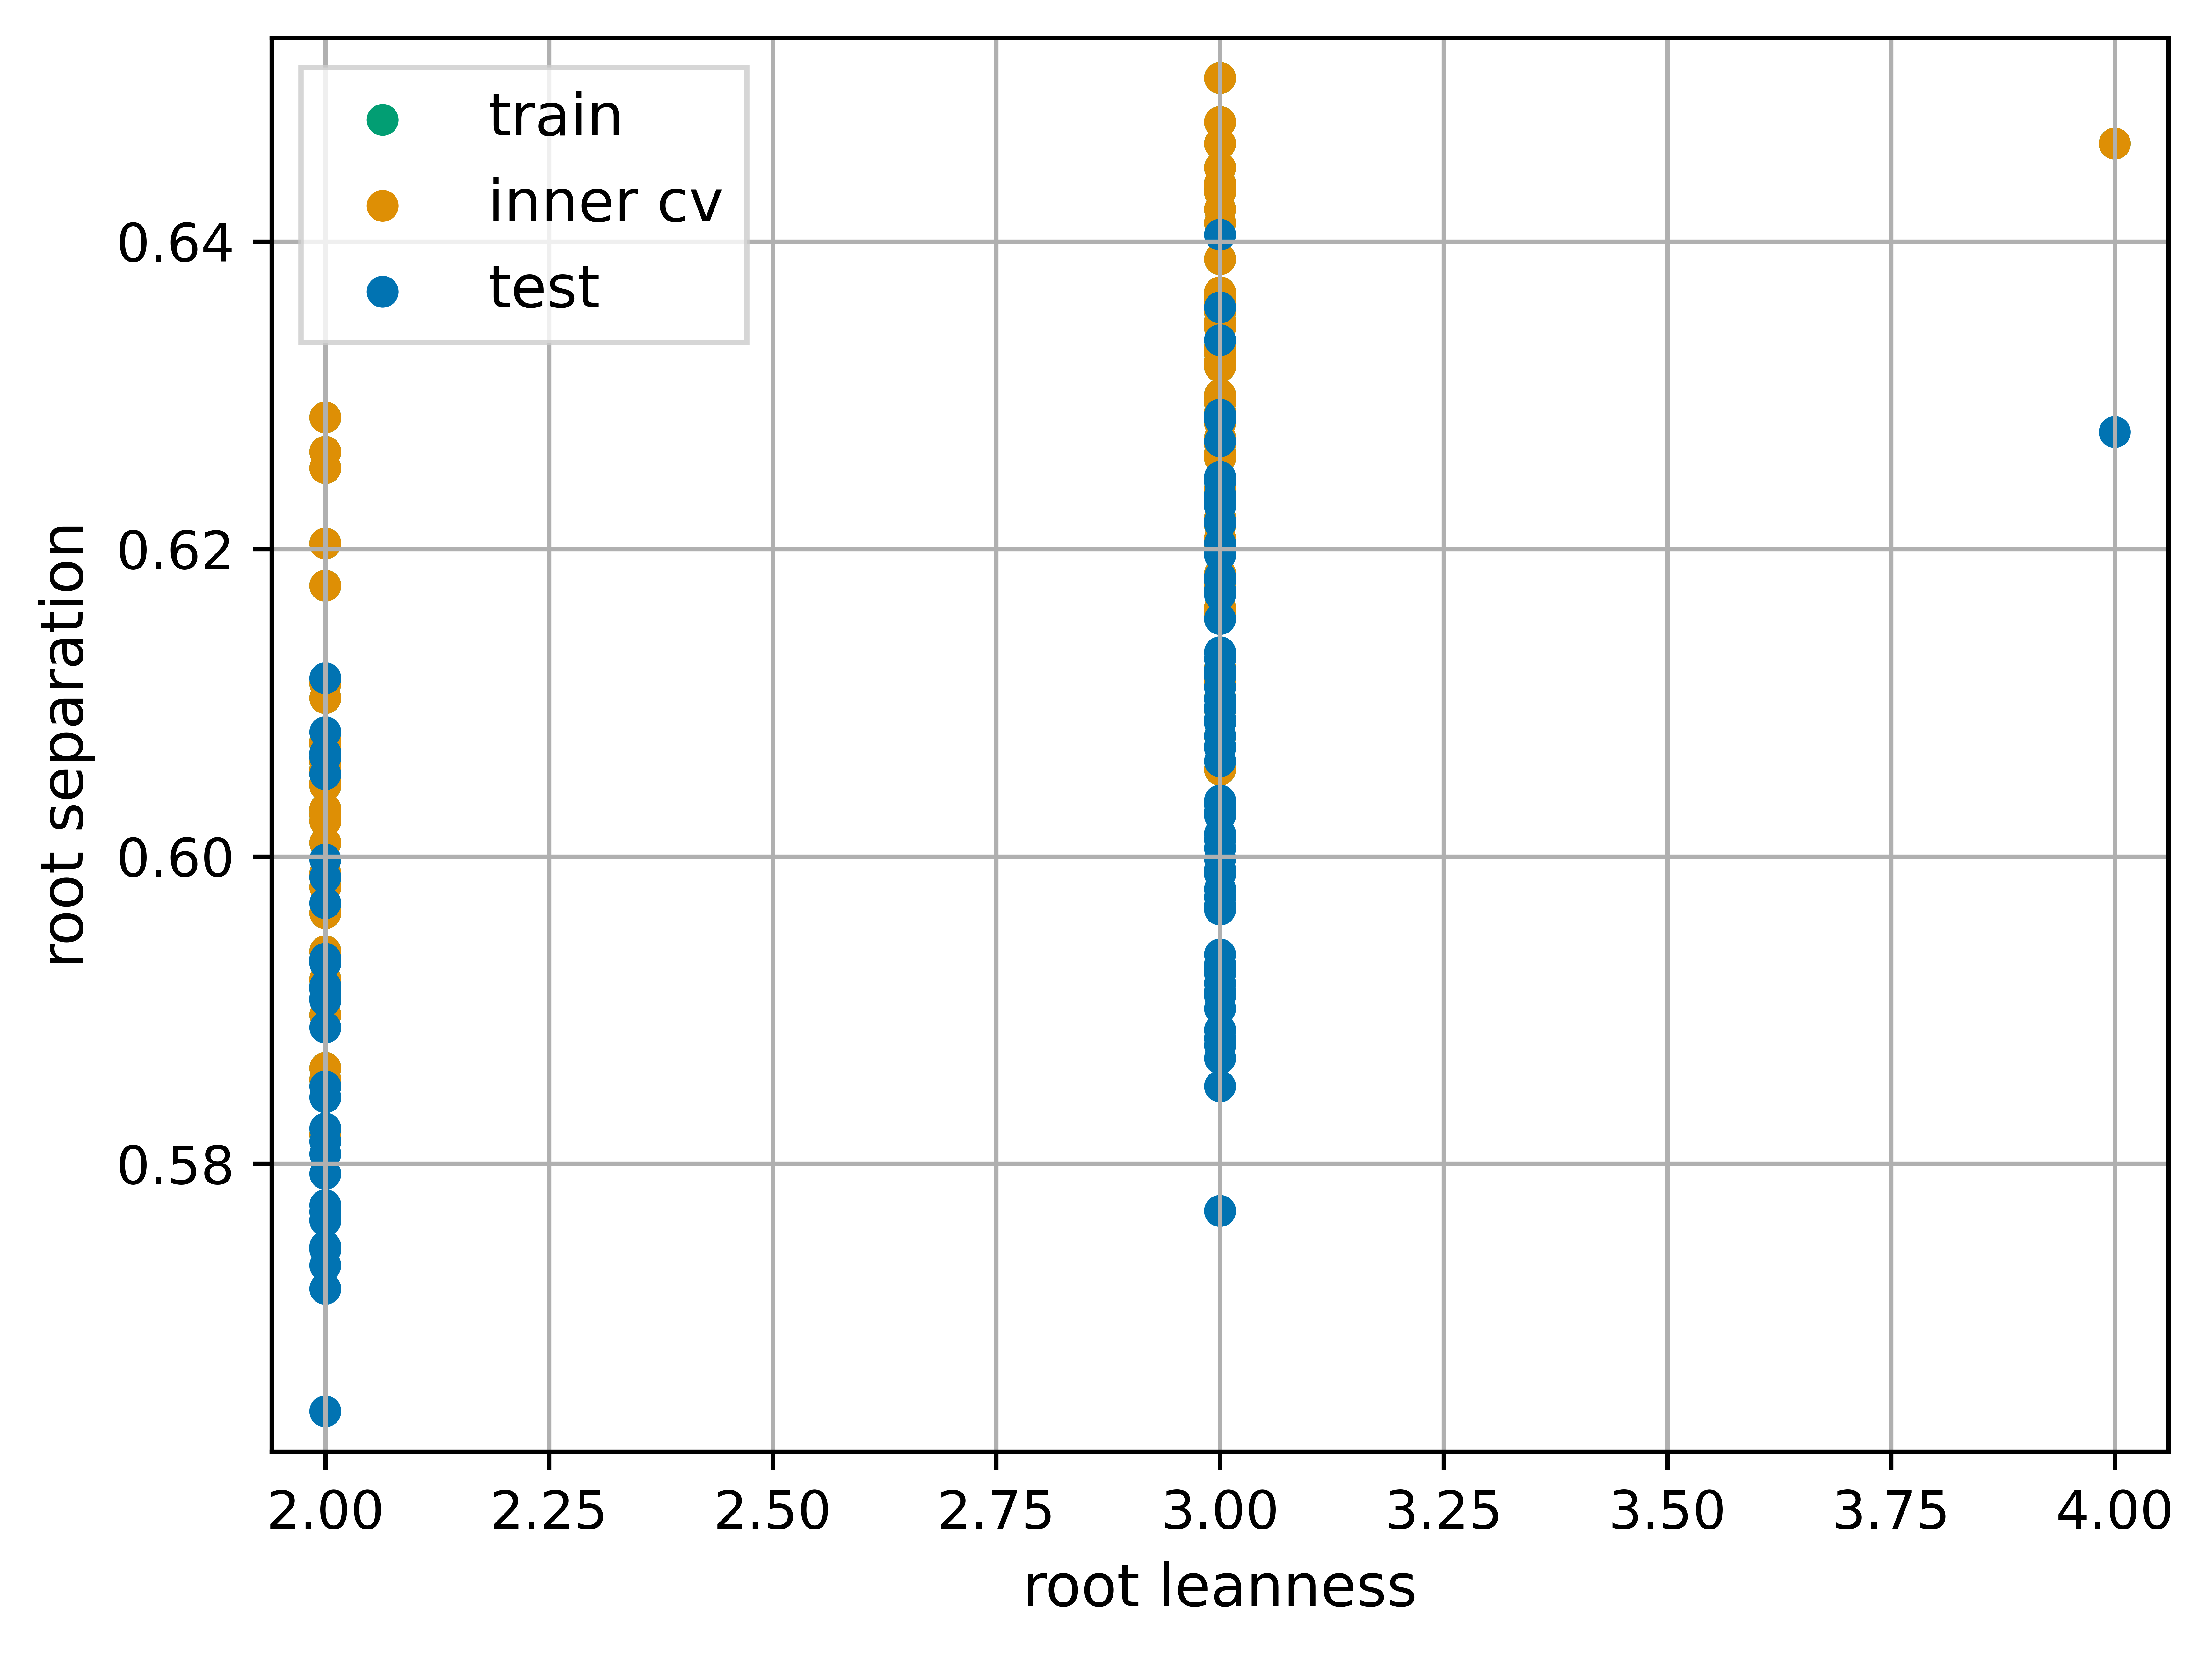 train
inner cv
test
0.64
0.62
0.60
0.58
root separation
2.00 2.25 2.50 2.75 3.00 3.25 3.50 3.75 4.00
root leanness